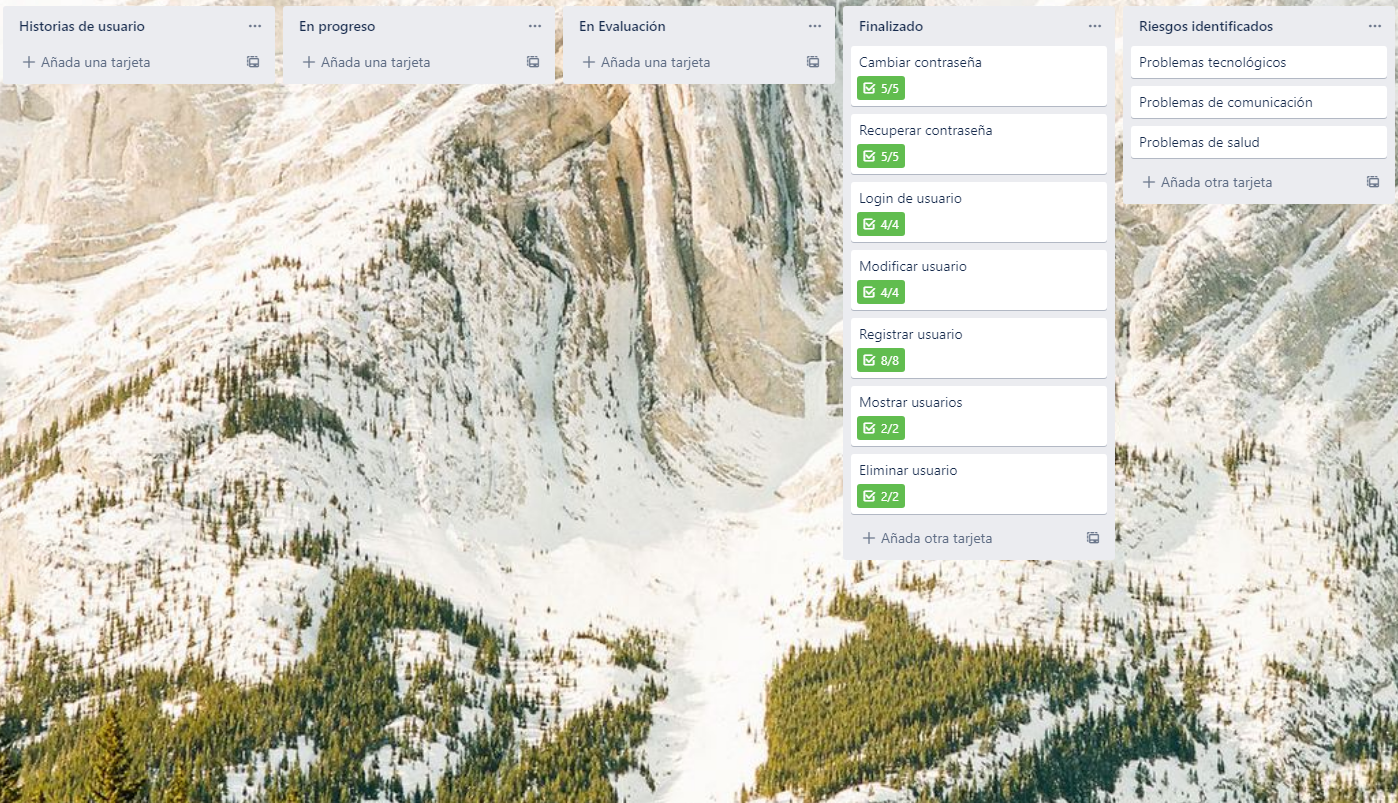 Historias de usuario
Añada una tarjeta
En progreso
Añada una tarjeta
En Evaluación
Añada una tarjeta
Finalizado
Cambiar contraseña
5/5
Recuperar contraseña
5/5
Login de usuario
4/4
Modificar usuario
4/4
Registrar usuario
8/8
Mostrar usuarios
2/2
Eliminar usuario
2/2
Añada otra tarjeta
Riesgos identificados
Problemas tecnológicos
Problemas de comunicación
Problemas de salud
Añada otra tarjeta